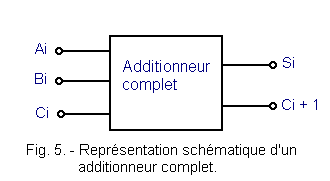 Ai
Bi
Ci
Additionneur
complet
Si
Ci + 1
Fig. 5. - Représentation schématique d'un
additionneur complet.